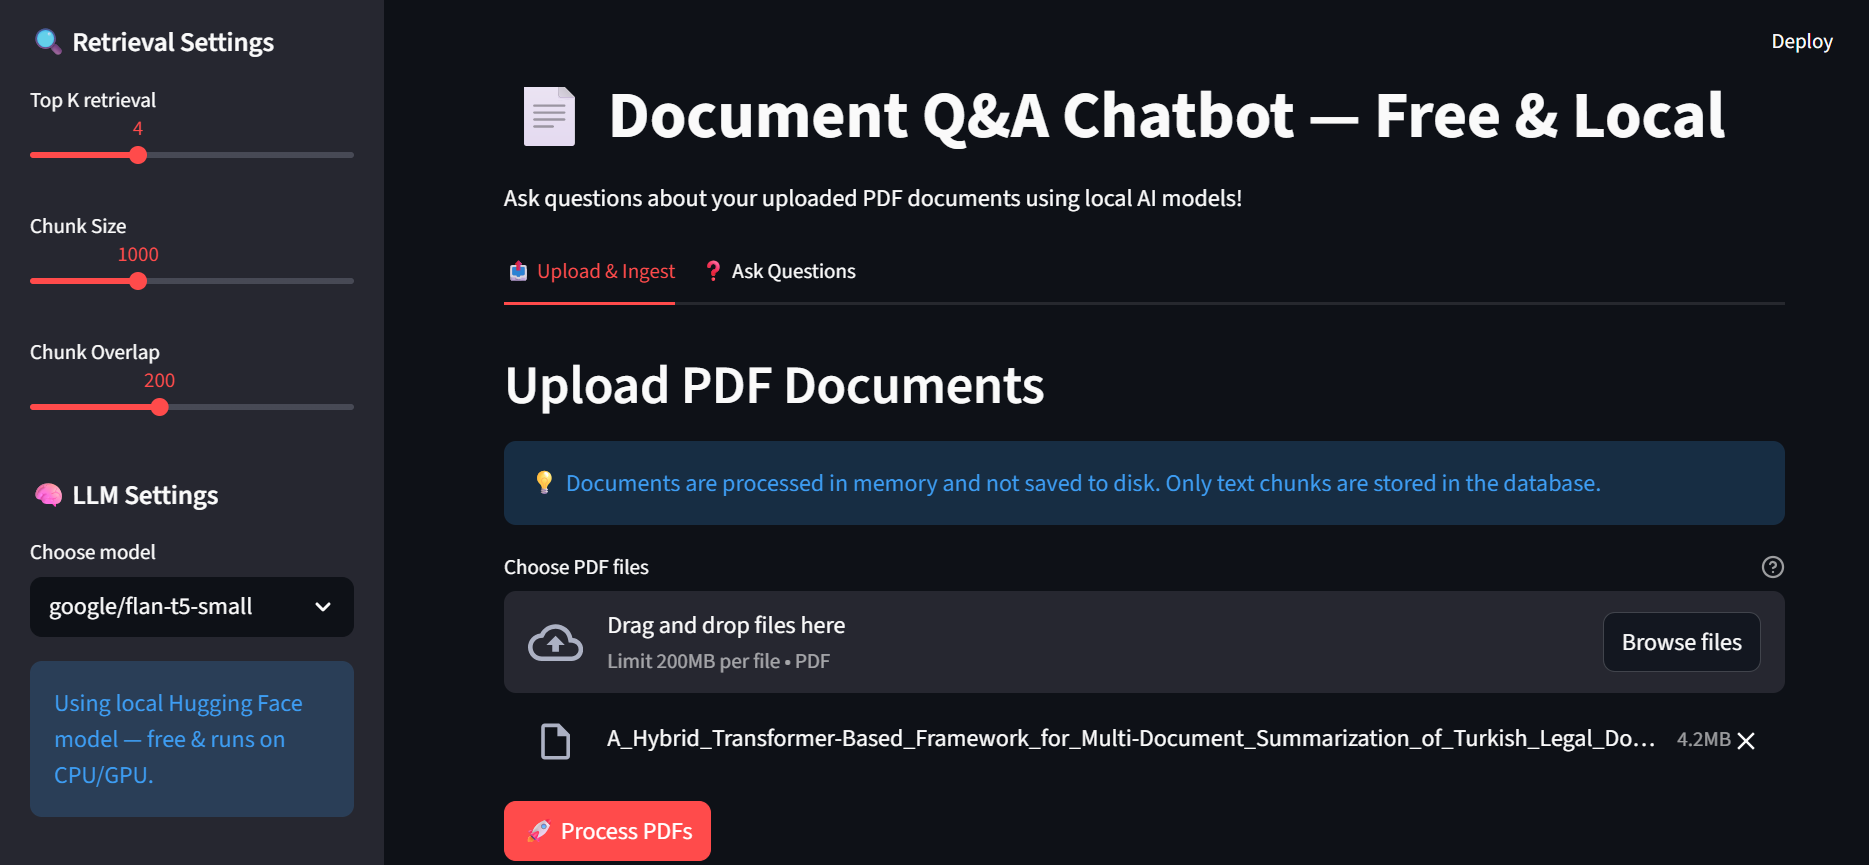 Retrieval Settings
Top K retrieval
4
Chunk Size
1000
Chunk Overlap
200
LLM Settings
Choose model
google/flan-t5-small
Using local Hugging Face
model — free & runs on
CPU/GPU.
Deploy
Document Q&A Chatbot — Free & Local
Ask questions about your uploaded PDF documents using local AI models!
Upload & Ingest
Ask Questions
Upload PDF Documents
Documents are processed in memory and not saved to disk. Only text chunks are stored in the database.
Choose PDF files
Drag and drop files here
Limit 200MB per file • PDF
Browse files
A_Hybrid_Transformer-Based_Framework_for_Multi-Document_Summarization_of_Turkish_Legal_Do... 4.2MB
Process PDFs